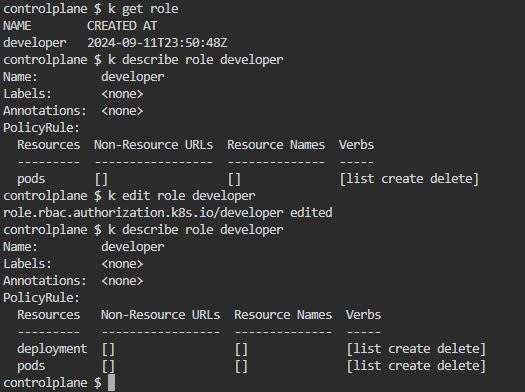 controlplane $ k get role
NAME        CREATED AT
developer   2024-09-11T23:50:48Z
controlplane $ k describe role developer
Name:         developer
Labels:       <none>
Annotations:  <none>
PolicyRule:
  Resources  Non-Resource URLs  Resource Names  Verbs
  ---------  -----------------  --------------  -----
  pods       []                 []              [list create delete]
controlplane $ k edit role developer
role.rbac.authorization.k8s.io/developer edited
controlplane $ k describe role developer
Name:         developer
Labels:       <none>
Annotations:  <none>
PolicyRule:
  Resources   Non-Resource URLs  Resource Names  Verbs
  ---------   -----------------  --------------  -----
  deployment  []                 []              [list create delete]
  pods        []                 []              [list create delete]
controlplane $